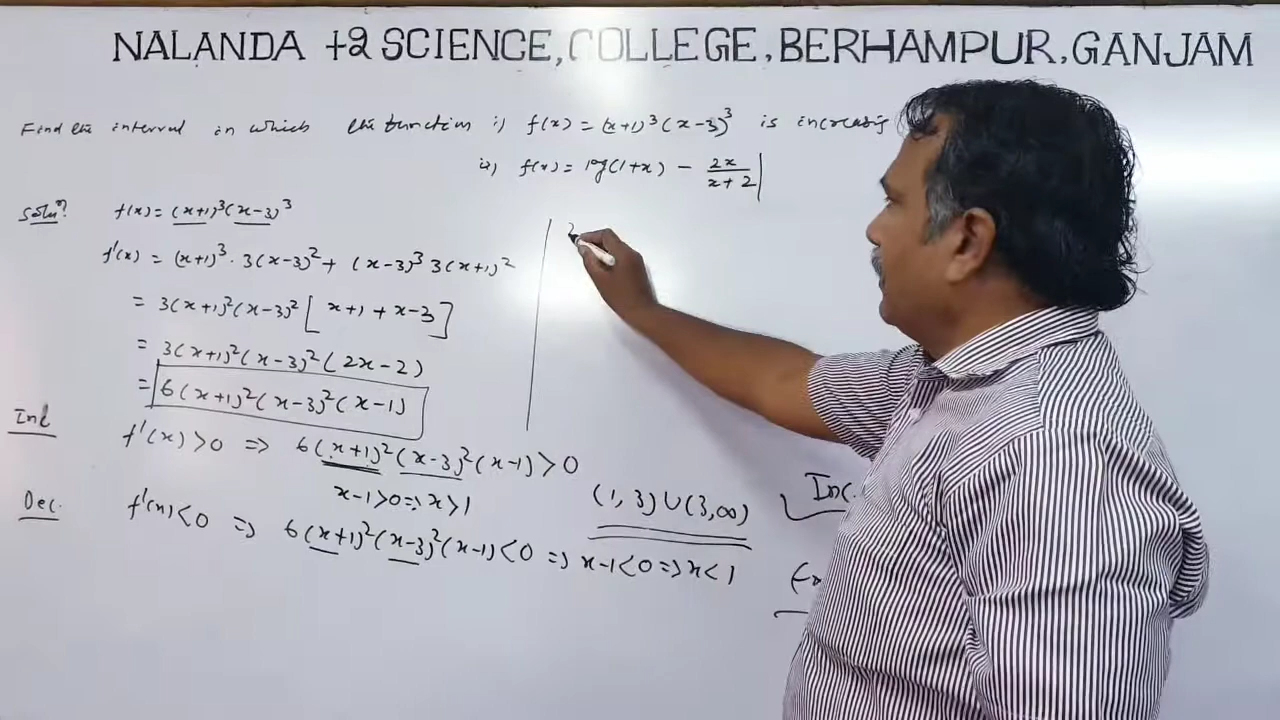 NALANDA +2 SCIENCE, COLLEGE, BERHAMPUR, GANJAM
Find the interval in which the function i) f(x) = (x+1)³(x-3)³ is increasing
ii) f(x) = log(1+x) - 2x/(x+2)
Soluⁿ f(x) = (x+1)³(x-3)³
f'(x) = (x+1)³ · 3(x-3)² + (x-3)³ 3(x+1)²
= 3(x+1)²(x-3)² [ x+1 + x-3 ]
= 3(x+1)²(x-3)²(2x-2)
= 6(x+1)²(x-3)²(x-1)
Inc f'(x) > 0 ⇒ 6(x+1)²(x-3)²(x-1) > 0
x-1>0 ⇒ x>1
(1, 3) ∪ (3, ∞)
Inc.
Dec. f'(x) < 0 ⇒ 6(x+1)²(x-3)²(x-1) < 0 ⇒ x-1<0 ⇒ x<1